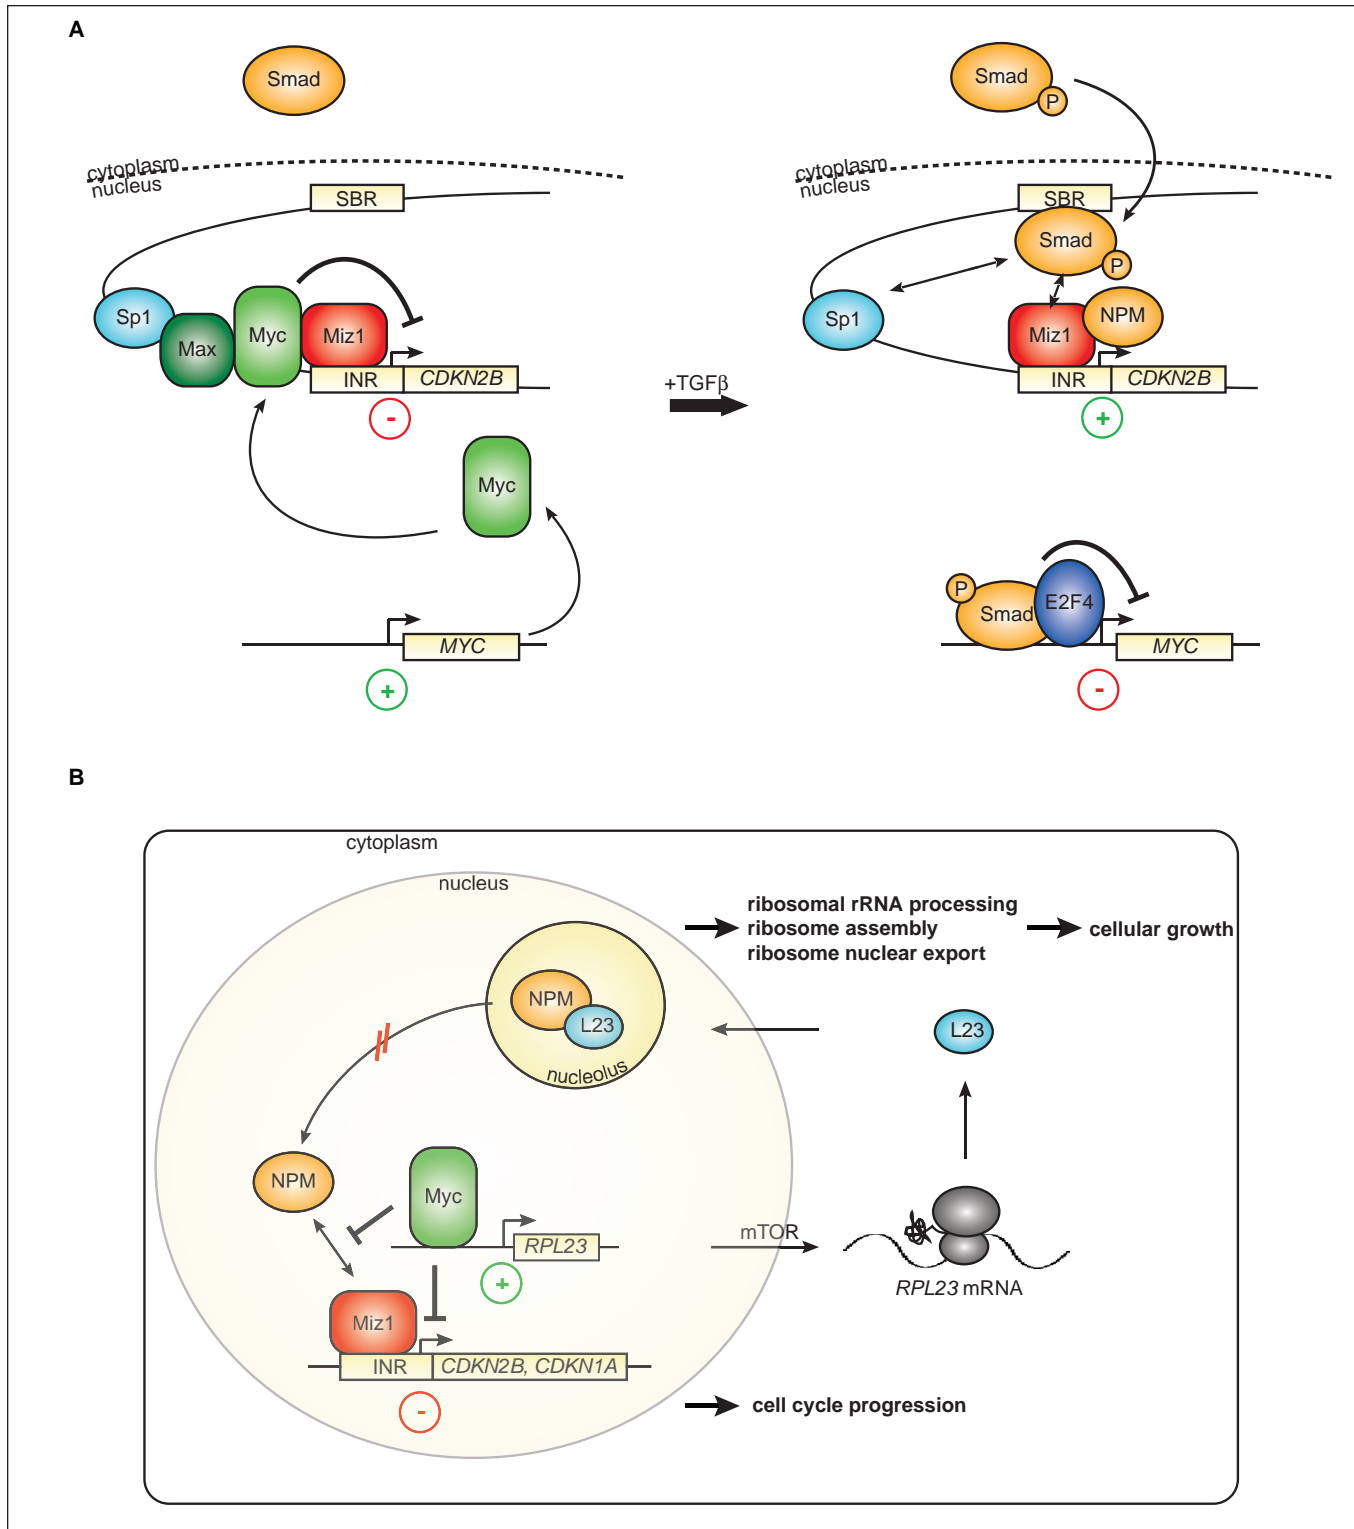 A
Smad
cytoplasm
nucleus
SBR
Sp1
Max
Myc
Miz1
INR
CDKN2B
-
Myc
MYC
+
+TGFβ
Smad
P
cytoplasm
nucleus
SBR
Smad
P
Sp1
Miz1
NPM
INR
CDKN2B
+
P
Smad
E2F4
MYC
-
B
cytoplasm
nucleus
ribosomal rRNA processing
ribosome assembly
ribosome nuclear export
cellular growth
NPM
L23
nucleolus
L23
NPM
Myc
RPL23
+
mTOR
RPL23 mRNA
Miz1
INR
CDKN2B, CDKN1A
-
cell cycle progression